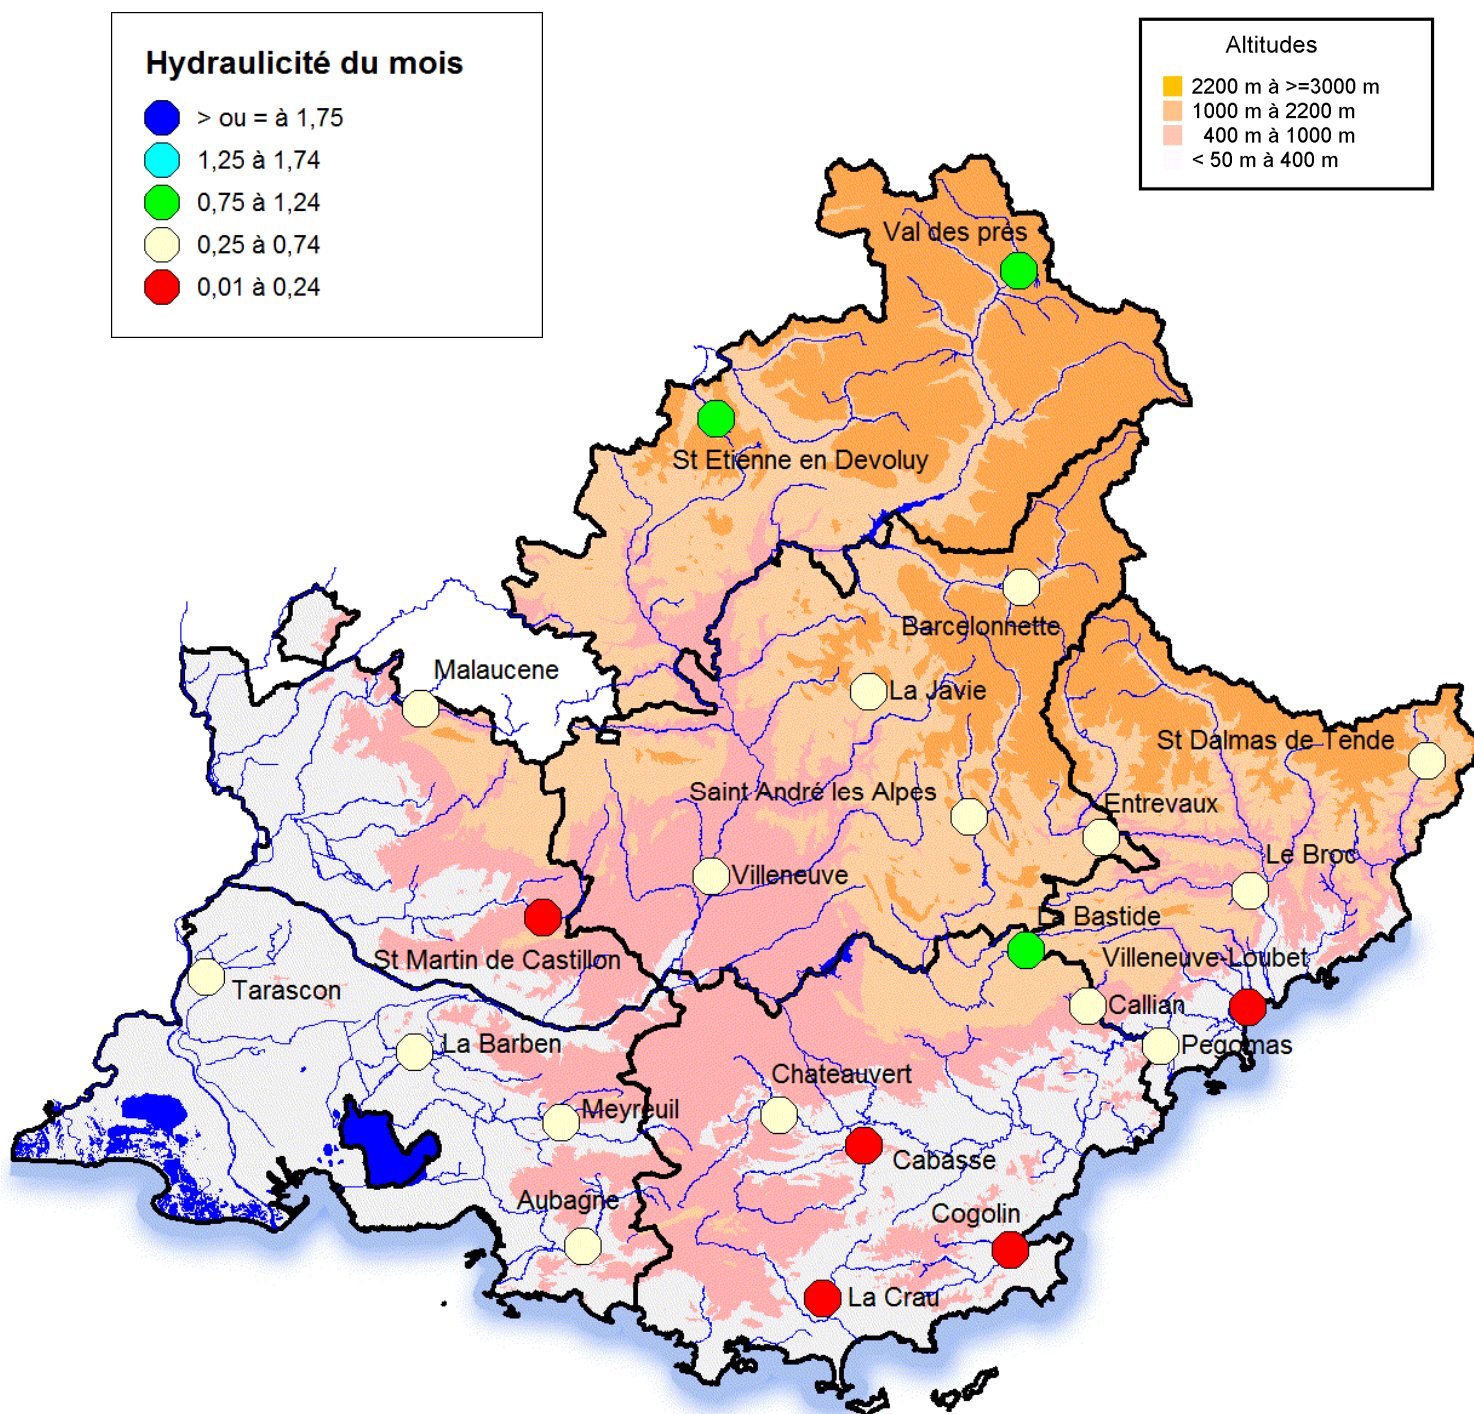 Hydraulicité du mois
> ou = à 1,75
1,25 à 1,74
0,75 à 1,24
0,25 à 0,74
0,01 à 0,24
Altitudes
2200 m à >=3000 m
1000 m à 2200 m
400 m à 1000 m
< 50 m à 400 m
Val des près
St Etienne en Devoluy
Barcelonnette
Malaucene
La Javie
St Dalmas de Tende
Saint André les Alpes
Entrevaux
Le Broc
Villeneuve
La Bastide
St Martin de Castillon
Villeneuve-Loubet
Tarascon
Callian
La Barben
Pegomas
Chateauvert
Meyreuil
Cabasse
Aubagne
Cogolin
La Crau